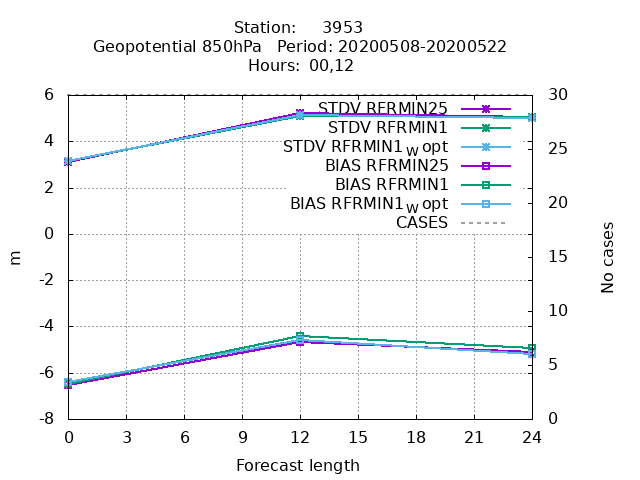 Station: 3953
Geopotential 850hPa Period: 20200508-20200522
Hours: 00,12
6
4
2
0
-2
-4
-6
-8
m
30
25
20
15
10
5
0
No cases
STDV RFRMIN25
STDV RFRMIN1
STDV RFRMIN1w opt
BIAS RFRMIN25
BIAS RFRMIN1
BIAS RFRMIN1w opt
CASES
0 3 6 9 12 15 18 21 24
Forecast length